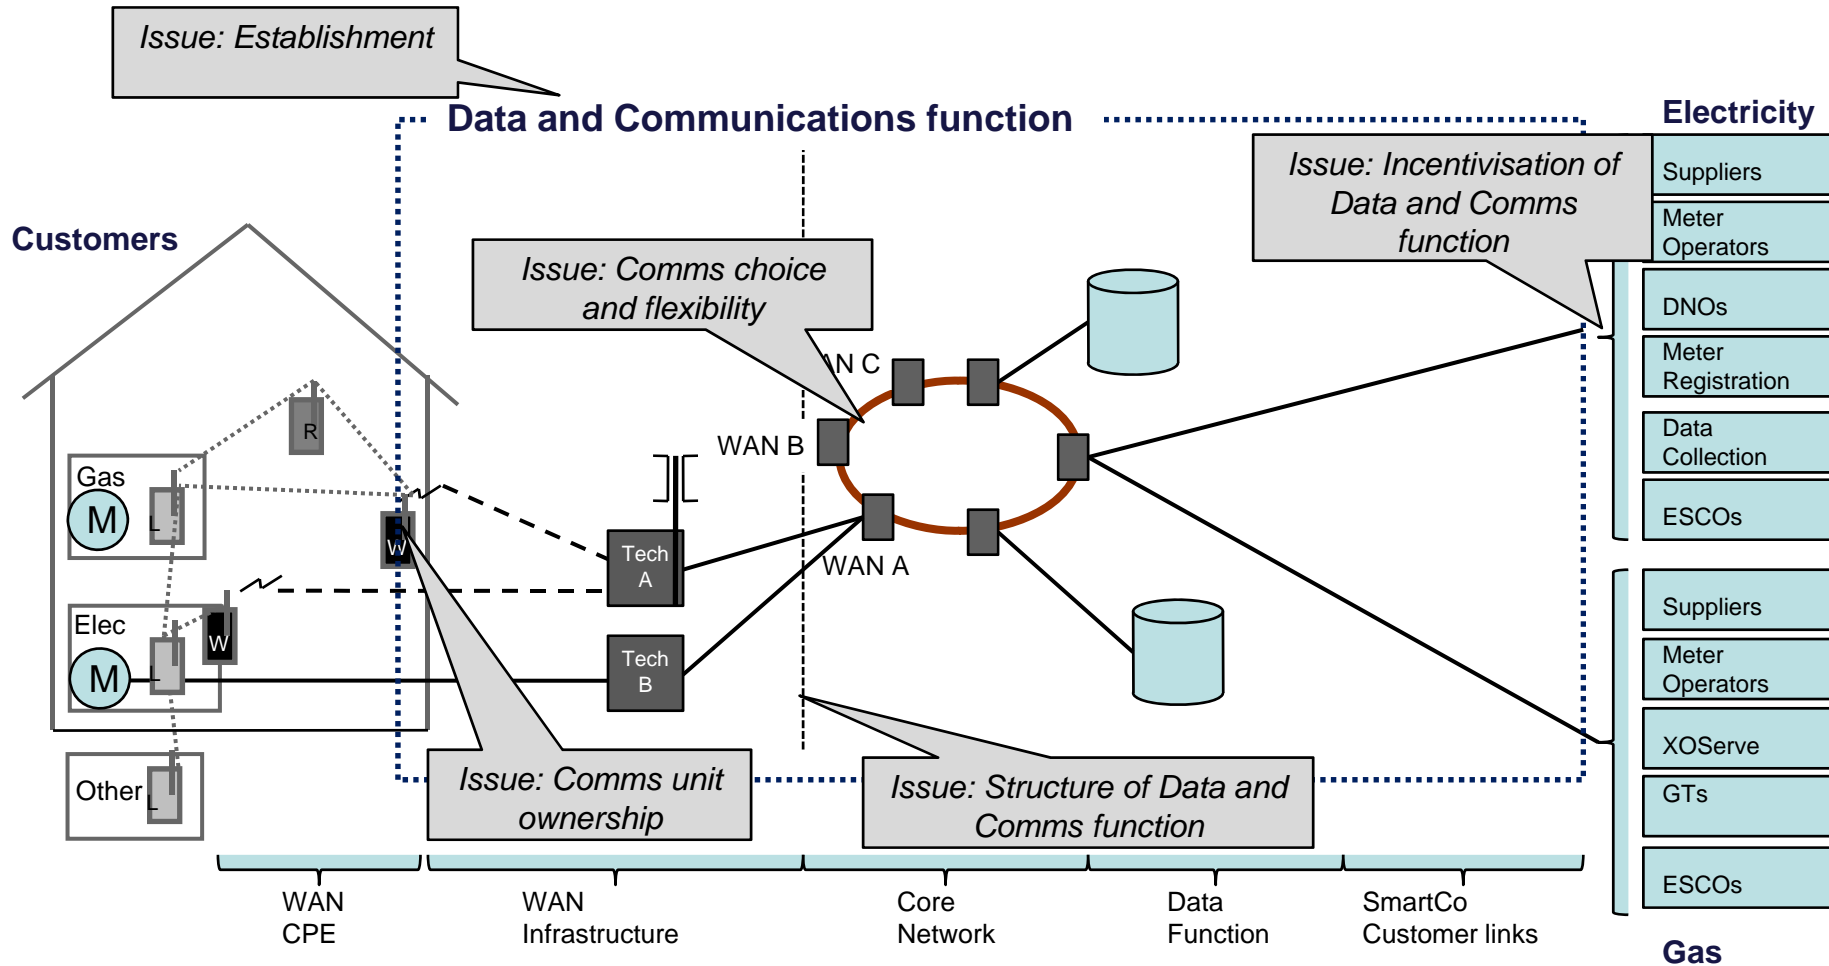 Issue: Establishment
Data and Communications function
Electricity
Issue: Incentivisation of
Data and Comms
function
Suppliers
Meter
Operators
DNOs
Meter
Registration
Data
Collection
ESCOs
Customers
Issue: Comms choice
and flexibility
AN C
WAN B
WAN A
R
Gas
M
L
W
Tech
A
Elec
M
L
W
Tech
B
Other
L
Issue: Comms unit
ownership
Issue: Structure of Data and
Comms function
Suppliers
Meter
Operators
XOServe
GTs
ESCOs
Gas
WAN
CPE
WAN
Infrastructure
Core
Network
Data
Function
SmartCo
Customer links